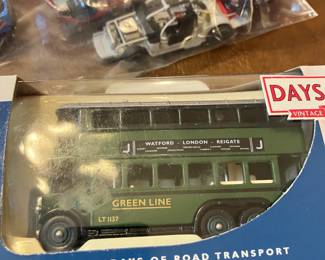 DAYS
VINTAGE
J WATFORD - LONDON - REIGATE J
GREEN LINE
LT 1137
DAYS OF ROAD TRANSPORT